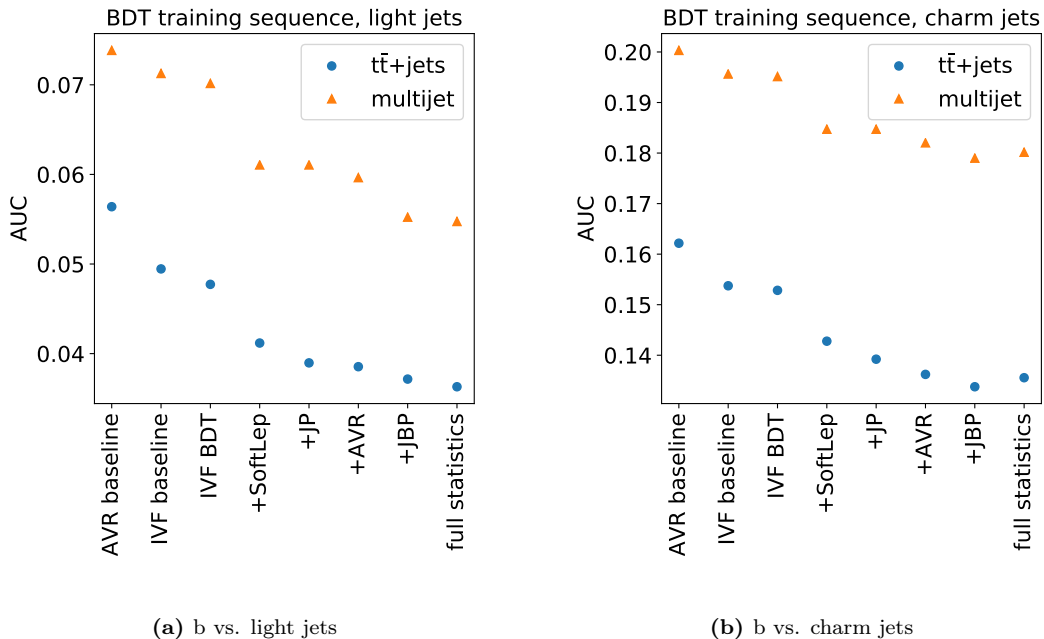 BDT training sequence, light jets
AUC
0.07
0.06
0.05
0.04
tt̄+jets
multijet
AVR baseline
IVF baseline
IVF BDT
+SoftLep
+JP
+AVR
+JBP
full statistics
(a) b vs. light jets
BDT training sequence, charm jets
AUC
0.20
0.19
0.18
0.17
0.16
0.15
0.14
tt̄+jets
multijet
AVR baseline
IVF baseline
IVF BDT
+SoftLep
+JP
+AVR
+JBP
full statistics
(b) b vs. charm jets